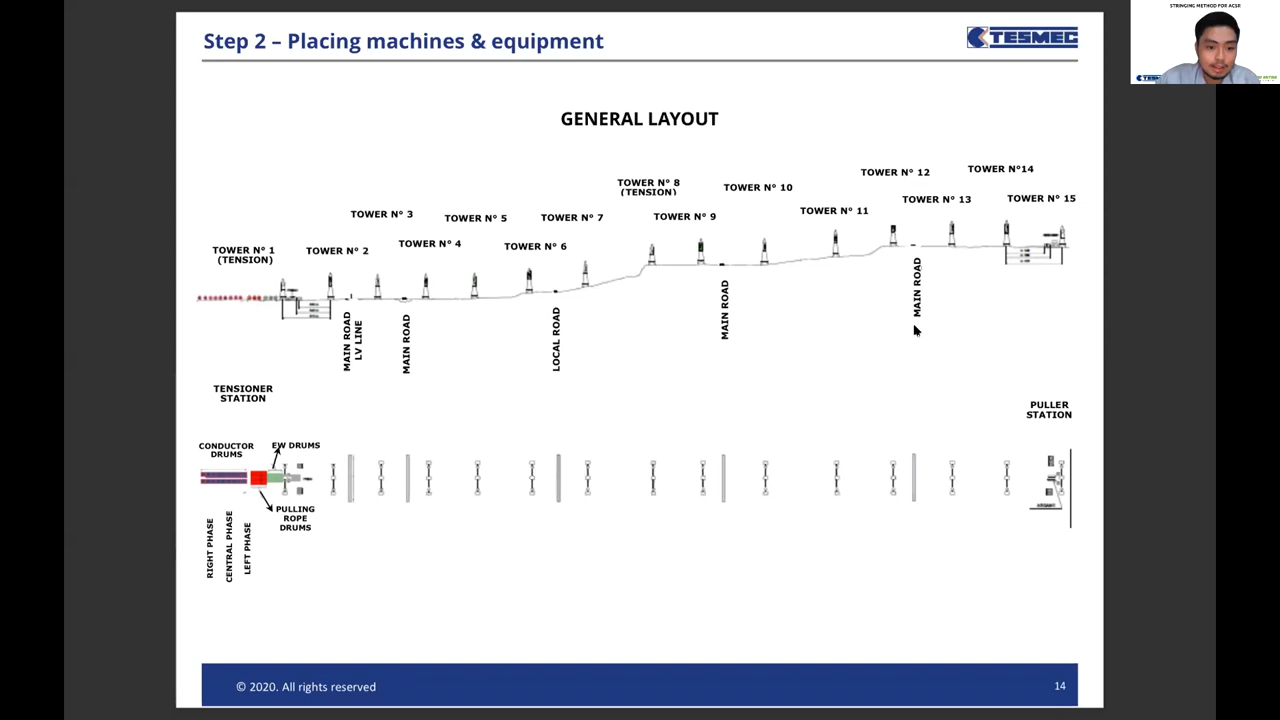 STRINGING METHOD FOR ACSR
Step 2 – Placing machines & equipment
TESMEC
GENERAL LAYOUT
TOWER N° 12
TOWER N°14
TOWER N° 8
(TENSION)
TOWER N° 10
TOWER N° 13
TOWER N° 15
TOWER N° 3
TOWER N° 5
TOWER N° 7
TOWER N° 9
TOWER N° 11
TOWER N° 1
(TENSION)
TOWER N° 2
TOWER N° 4
TOWER N° 6
MAIN ROAD
LV LINE
MAIN ROAD
LOCAL ROAD
MAIN ROAD
MAIN ROAD
TENSIONER
STATION
PULLER
STATION
CONDUCTOR
DRUMS
EW DRUMS
PULLING
ROPE
DRUMS
RIGHT PHASE
CENTRAL PHASE
LEFT PHASE
© 2020. All rights reserved
14